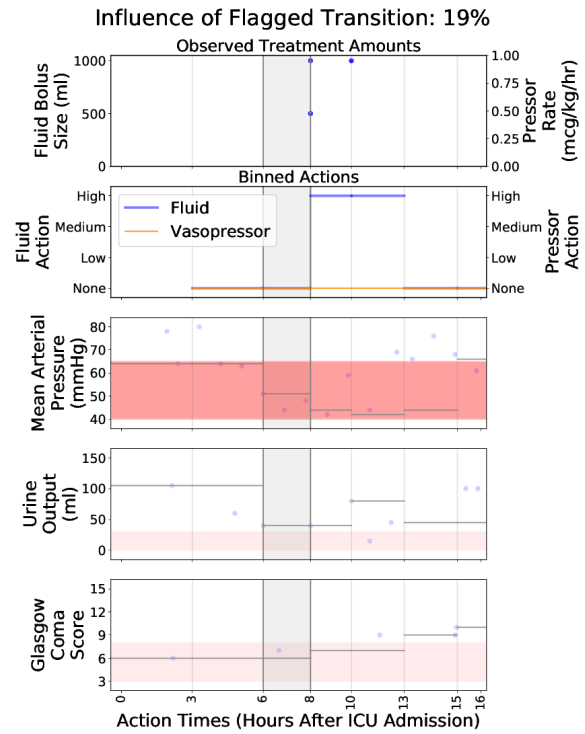 Influence of Flagged Transition: 19%
Observed Treatment Amounts
Fluid Bolus
Size (ml)
1000
500
0
1.00
0.75
0.50
0.25
0.00
Pressor
Rate
(mcg/kg/hr)
Binned Actions
Fluid
Action
High
Medium
Low
None
Fluid
Vasopressor
High
Medium
Low
None
Pressor
Action
Mean Arterial
Pressure
(mmHg)
80
70
60
50
40
Urine
Output
(ml)
150
100
50
0
Glasgow
Coma
Score
15
12
9
6
3
0
3
6
8
10
13
15
16
Action Times (Hours After ICU Admission)